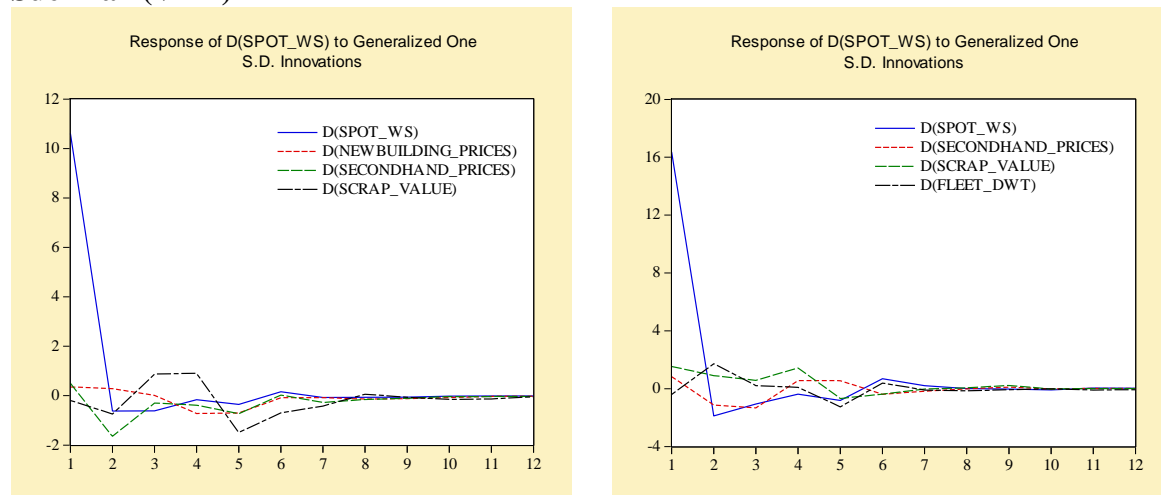 Response of D(SPOT_WS) to Generalized One
S.D. Innovations
12
10
8
6
4
2
0
-2
D(SPOT_WS)
D(NEWBUILDING_PRICES)
D(SECONDHAND_PRICES)
D(SCRAP_VALUE)
1 2 3 4 5 6 7 8 9 10 11 12
Response of D(SPOT_WS) to Generalized One
S.D. Innovations
20
16
12
8
4
0
-4
D(SPOT_WS)
D(SECONDHAND_PRICES)
D(SCRAP_VALUE)
D(FLEET_DWT)
1 2 3 4 5 6 7 8 9 10 11 12